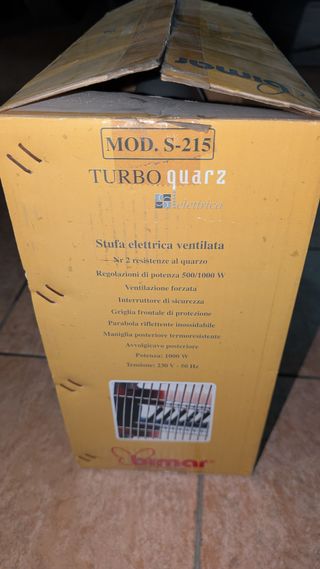 bimar
MOD. S-215
TURBO quarz
elettrica
Stufa elettrica ventilata
Nr 2 resistenze al quarzo
Regolazioni di potenza 500/1000 W
Ventilazione forzata
Interruttore di sicurezza
Griglia frontale di protezione
Parabola riflettente inossidabile
Maniglia posteriore termoresistente
Avvolgicavo posteriore
Potenza: 1000 W
Tensione: 230 V - 50 Hz
bimar